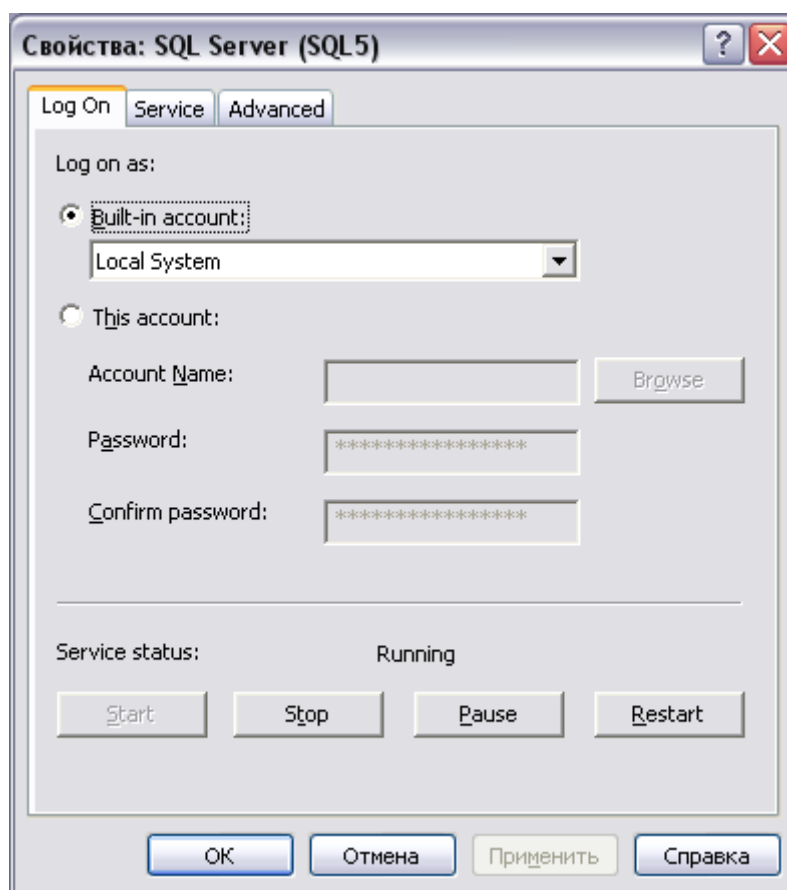 Свойства: SQL Server (SQL5)
?
Log On Service Advanced
Log on as:
Built-in account:
Local System
This account:
Account Name: Browse
Password: ****************
Confirm password: ****************
Service status: Running
Start Stop Pause Restart
OK Отмена Применить Справка